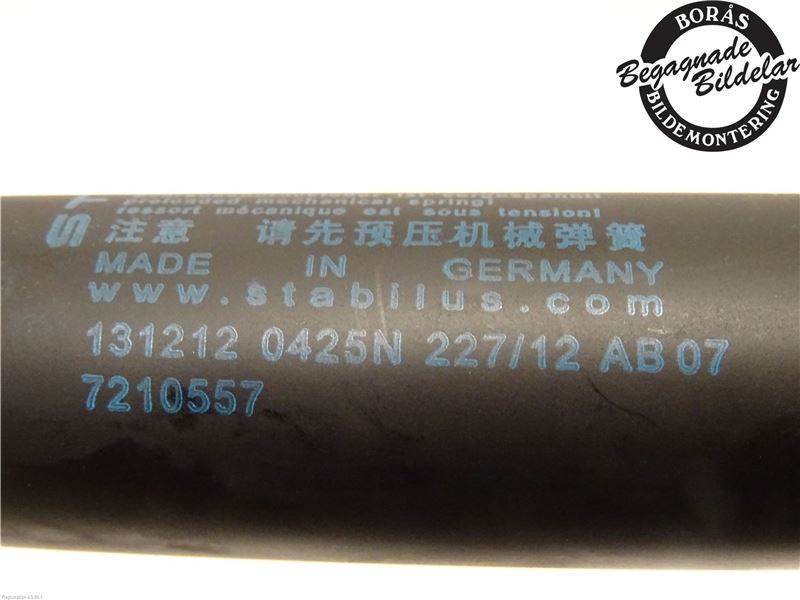 BORÅS
Begagnade
Bildelar
BILDEMONTERING
ST
preloaded, mechanical spring!
ressort mécanique est sous tension!
注意 请先预压机械弹簧
MADE IN GERMANY
www.stabilus.com
131212 0425N 227/12 AB 07
7210557